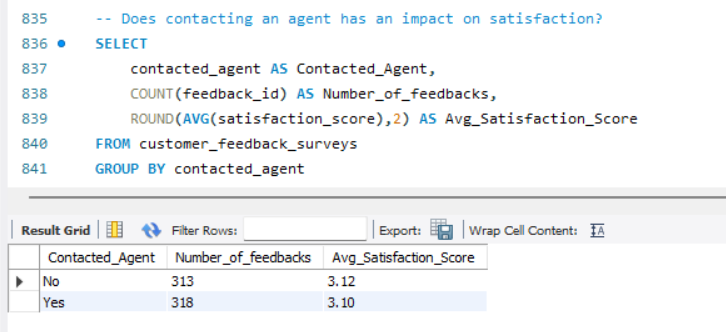 835 -- Does contacting an agent has an impact on satisfaction?
836 SELECT
837 contacted_agent AS Contacted_Agent,
838 COUNT(feedback_id) AS Number_of_feedbacks,
839 ROUND(AVG(satisfaction_score),2) AS Avg_Satisfaction_Score
840 FROM customer_feedback_surveys
841 GROUP BY contacted_agent
Result Grid Filter Rows: Export: Wrap Cell Content:
Contacted_Agent Number_of_feedbacks Avg_Satisfaction_Score
No 313 3.12
Yes 318 3.10